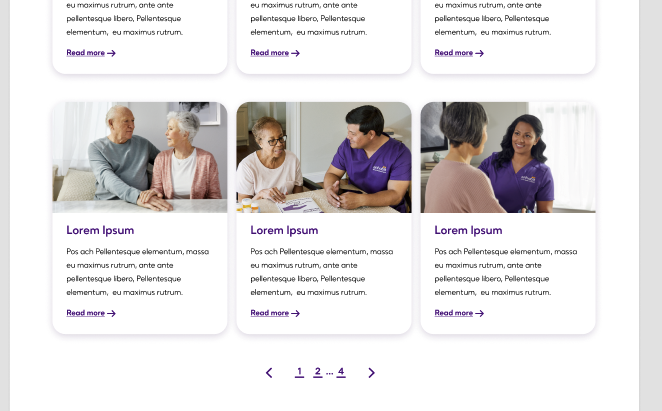 eu maximus rutrum, ante ante
pellentesque libero, Pellentesque
elementum,  eu maximus rutrum.
Read more
eu maximus rutrum, ante ante
pellentesque libero, Pellentesque
elementum,  eu maximus rutrum.
Read more
eu maximus rutrum, ante ante
pellentesque libero, Pellentesque
elementum,  eu maximus rutrum.
Read more
Lorem Ipsum
Pos ach Pellentesque elementum, massa
eu maximus rutrum, ante ante
pellentesque libero, Pellentesque
elementum,  eu maximus rutrum.
Read more
Lorem Ipsum
Pos ach Pellentesque elementum, massa
eu maximus rutrum, ante ante
pellentesque libero, Pellentesque
elementum,  eu maximus rutrum.
Read more
Lorem Ipsum
Pos ach Pellentesque elementum, massa
eu maximus rutrum, ante ante
pellentesque libero, Pellentesque
elementum,  eu maximus rutrum.
Read more
1 2 ... 4